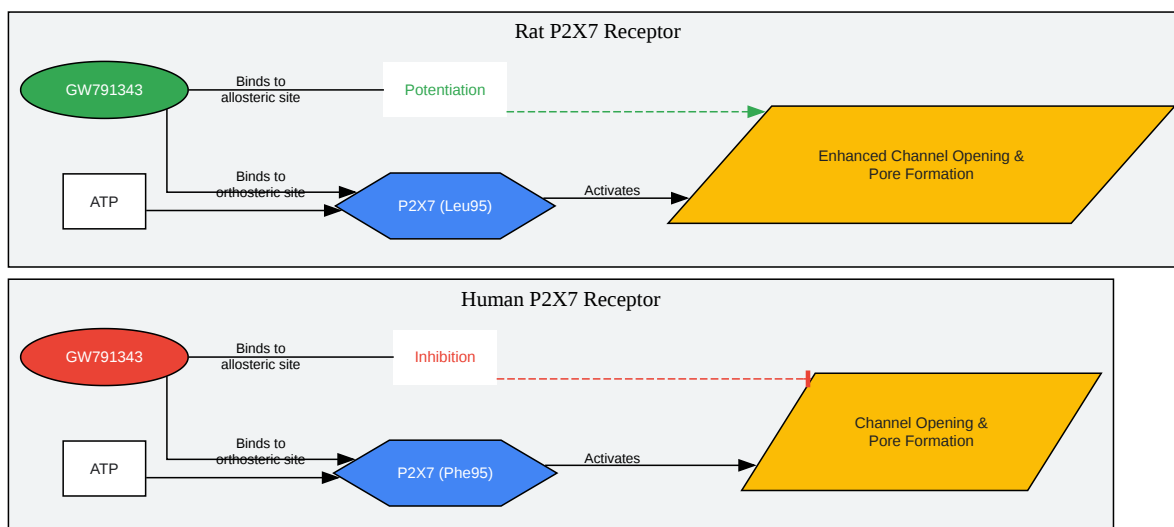 Rat P2X7 Receptor
GW791343
Binds to
allosteric site
Potentiation
Enhanced Channel Opening &
Pore Formation
Binds to
orthosteric site
ATP
P2X7 (Leu95)
Activates
Human P2X7 Receptor
GW791343
Binds to
allosteric site
Inhibition
Channel Opening &
Pore Formation
Binds to
orthosteric site
ATP
P2X7 (Phe95)
Activates